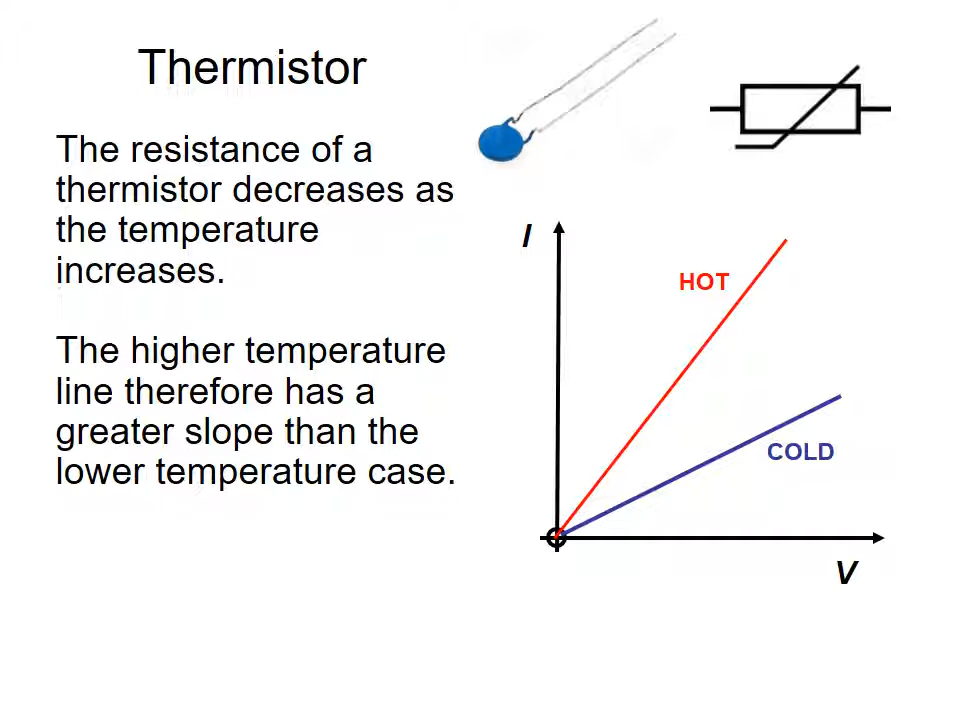 Thermistor
The resistance of a
thermistor decreases as
the temperature
increases.
The higher temperature
line therefore has a
greater slope than the
lower temperature case.
I
HOT
COLD
V